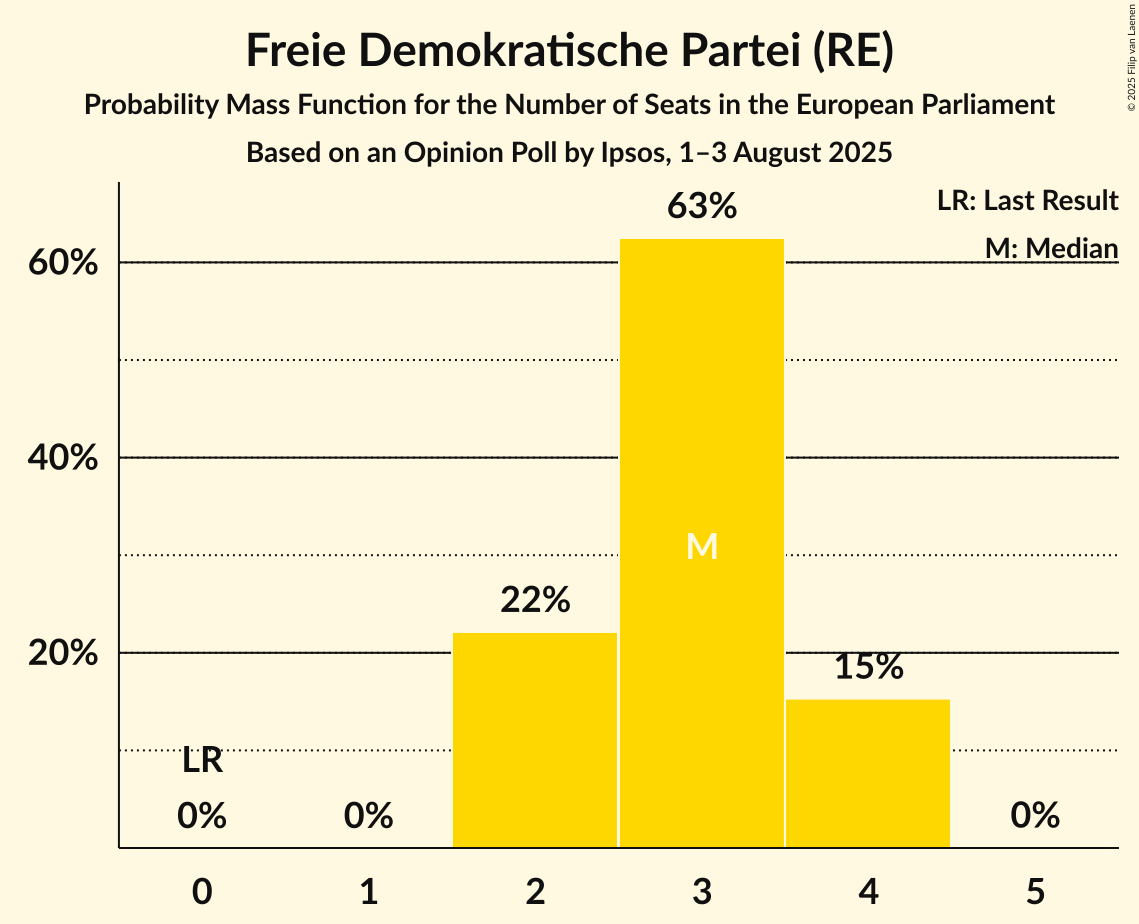 Freie Demokratische Partei (RE)
Probability Mass Function for the Number of Seats in the European Parliament
Based on an Opinion Poll by Ipsos, 1–3 August 2025
© 2025 Filip van Laenen
LR: Last Result
M: Median
63%
60%
40%
M
22%
20%
15%
LR
0%
0%
0%
0
1
2
3
4
5